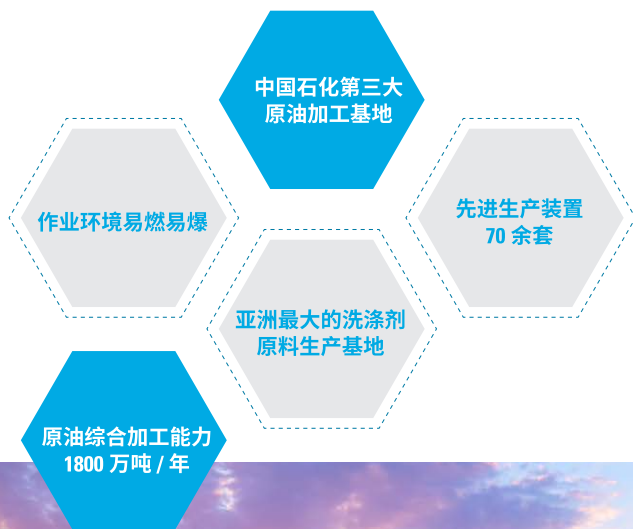 中国石化第三大
原油加工基地
作业环境易燃易爆
先进生产装置
70 余套
亚洲最大的洗涤剂
原料生产基地
原油综合加工能力
1800 万吨 / 年